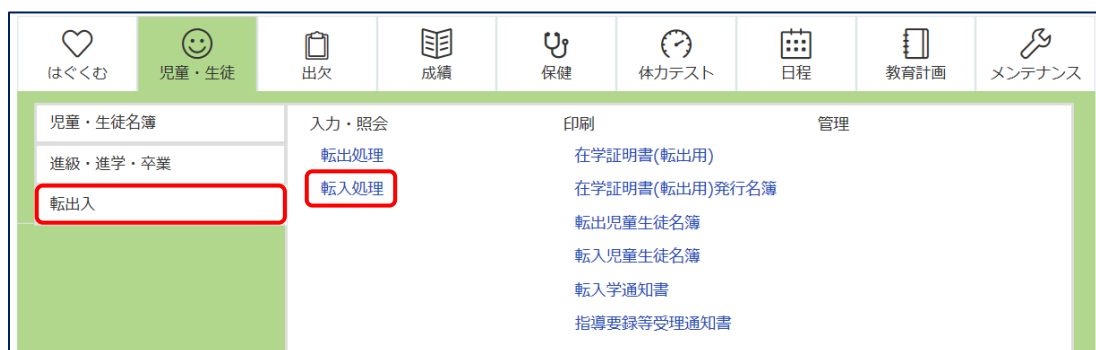 はぐくむ
児童・生徒
出欠
成績
保健
体力テスト
日程
教育計画
メンテナンス
児童・生徒名簿
進級・進学・卒業
転出入
入力・照会
転出処理
転入処理
印刷
在学証明書(転出用)
在学証明書(転出用)発行名簿
転出児童生徒名簿
転入児童生徒名簿
転入学通知書
指導要録等受理通知書
管理